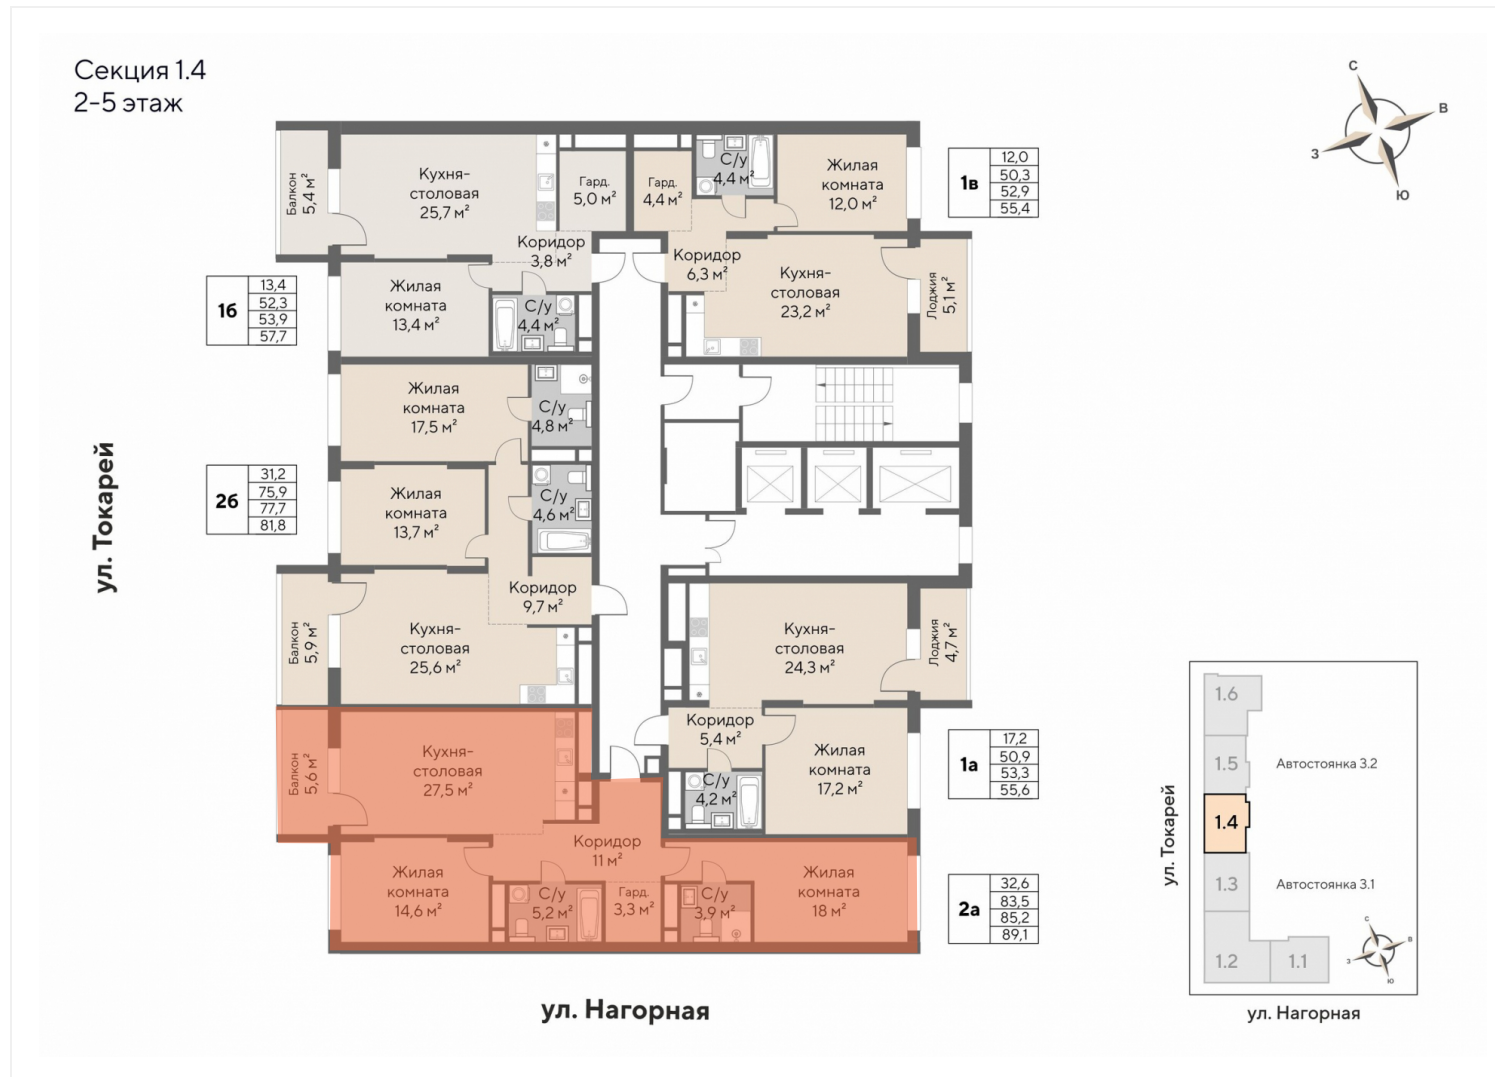 Секция 1.4
2-5 этаж
С
В
З
Ю
Балкон
5,4 м²
Кухня-
столовая
25,7 м²
Гард.
5,0 м²
Коридор
3,8 м²
Жилая
комната
13,4 м²
С/у
4,4 м²
1б
13,4
52,3
53,9
57,7
Гард.
4,4 м²
С/у
4,4 м²
Жилая
комната
12,0 м²
Коридор
6,3 м²
Кухня-
столовая
23,2 м²
Лоджия
5,1 м²
1в
12,0
50,3
52,9
55,4
Жилая
комната
17,5 м²
С/у
4,8 м²
Жилая
комната
13,7 м²
С/у
4,6 м²
Коридор
9,7 м²
Балкон
5,9 м²
Кухня-
столовая
25,6 м²
2б
31,2
75,9
77,7
81,8
ул. Токарей
Кухня-
столовая
24,3 м²
Лоджия
4,7 м²
Коридор
5,4 м²
С/у
4,2 м²
Жилая
комната
17,2 м²
1а
17,2
50,9
53,3
55,6
Балкон
5,6 м²
Кухня-
столовая
27,5 м²
Коридор
11 м²
Жилая
комната
14,6 м²
С/у
5,2 м²
Гард.
3,3 м²
С/у
3,9 м²
Жилая
комната
18 м²
2а
32,6
83,5
85,2
89,1
ул. Нагорная
1.6
1.5
Автостоянка 3.2
1.4
1.3
Автостоянка 3.1
1.2
1.1
ул. Токарей
С
В
З
Ю
ул. Нагорная